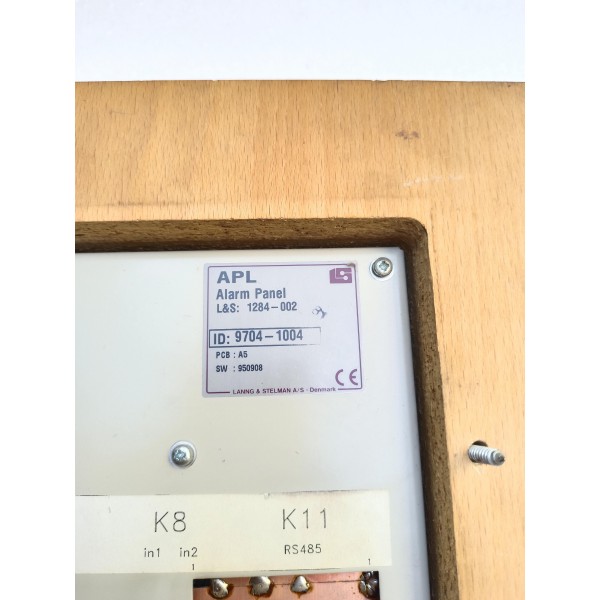 APL
Alarm Panel
L&S: 1284-002
ID: 9704-1004
PCB : A5
SW : 950908
LANNG & STELMAN A/S - Denmark
CE
K8 K11
in1 in2 RS485
1 1